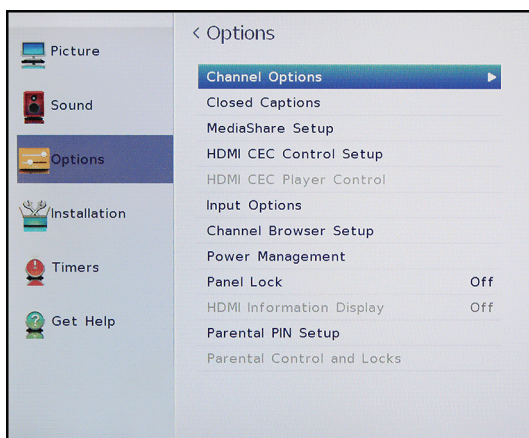 Picture
Sound
Options
Installation
Timers
Get Help
< Options
Channel Options
Closed Captions
MediaShare Setup
HDMI CEC Control Setup
HDMI CEC Player Control
Input Options
Channel Browser Setup
Power Management
Panel Lock Off
HDMI Information Display Off
Parental PIN Setup
Parental Control and Locks